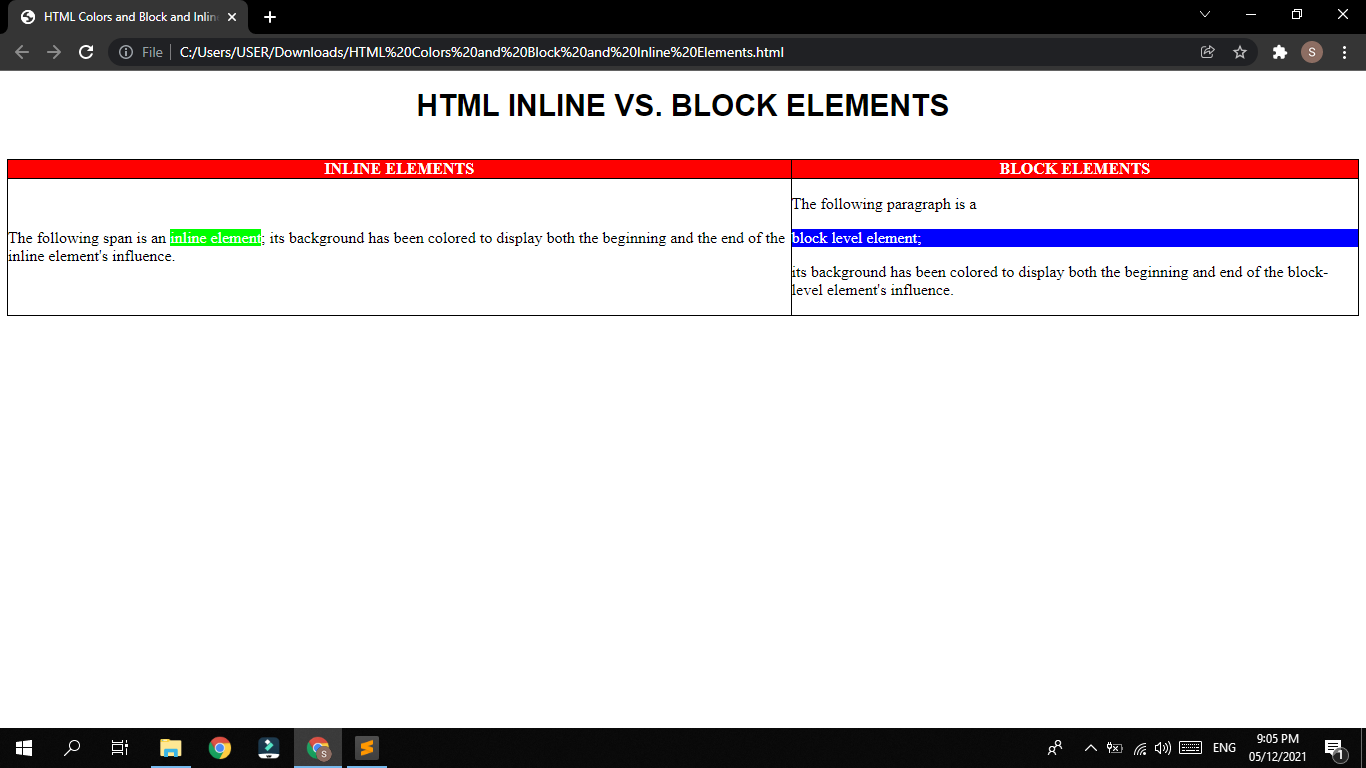 HTML Colors and Block and Inlin
File
C:/Users/USER/Downloads/HTML%20Colors%20and%20Block%20and%20Inline%20Elements.html
S
HTML INLINE VS. BLOCK ELEMENTS
INLINE ELEMENTS
The following span is an inline element; its background has been colored to display both the beginning and the end of the
inline element's influence.
BLOCK ELEMENTS
The following paragraph is a
block level element;
its background has been colored to display both the beginning and end of the block-
level element's influence.
S
ENG
9:05 PM
05/12/2021
1